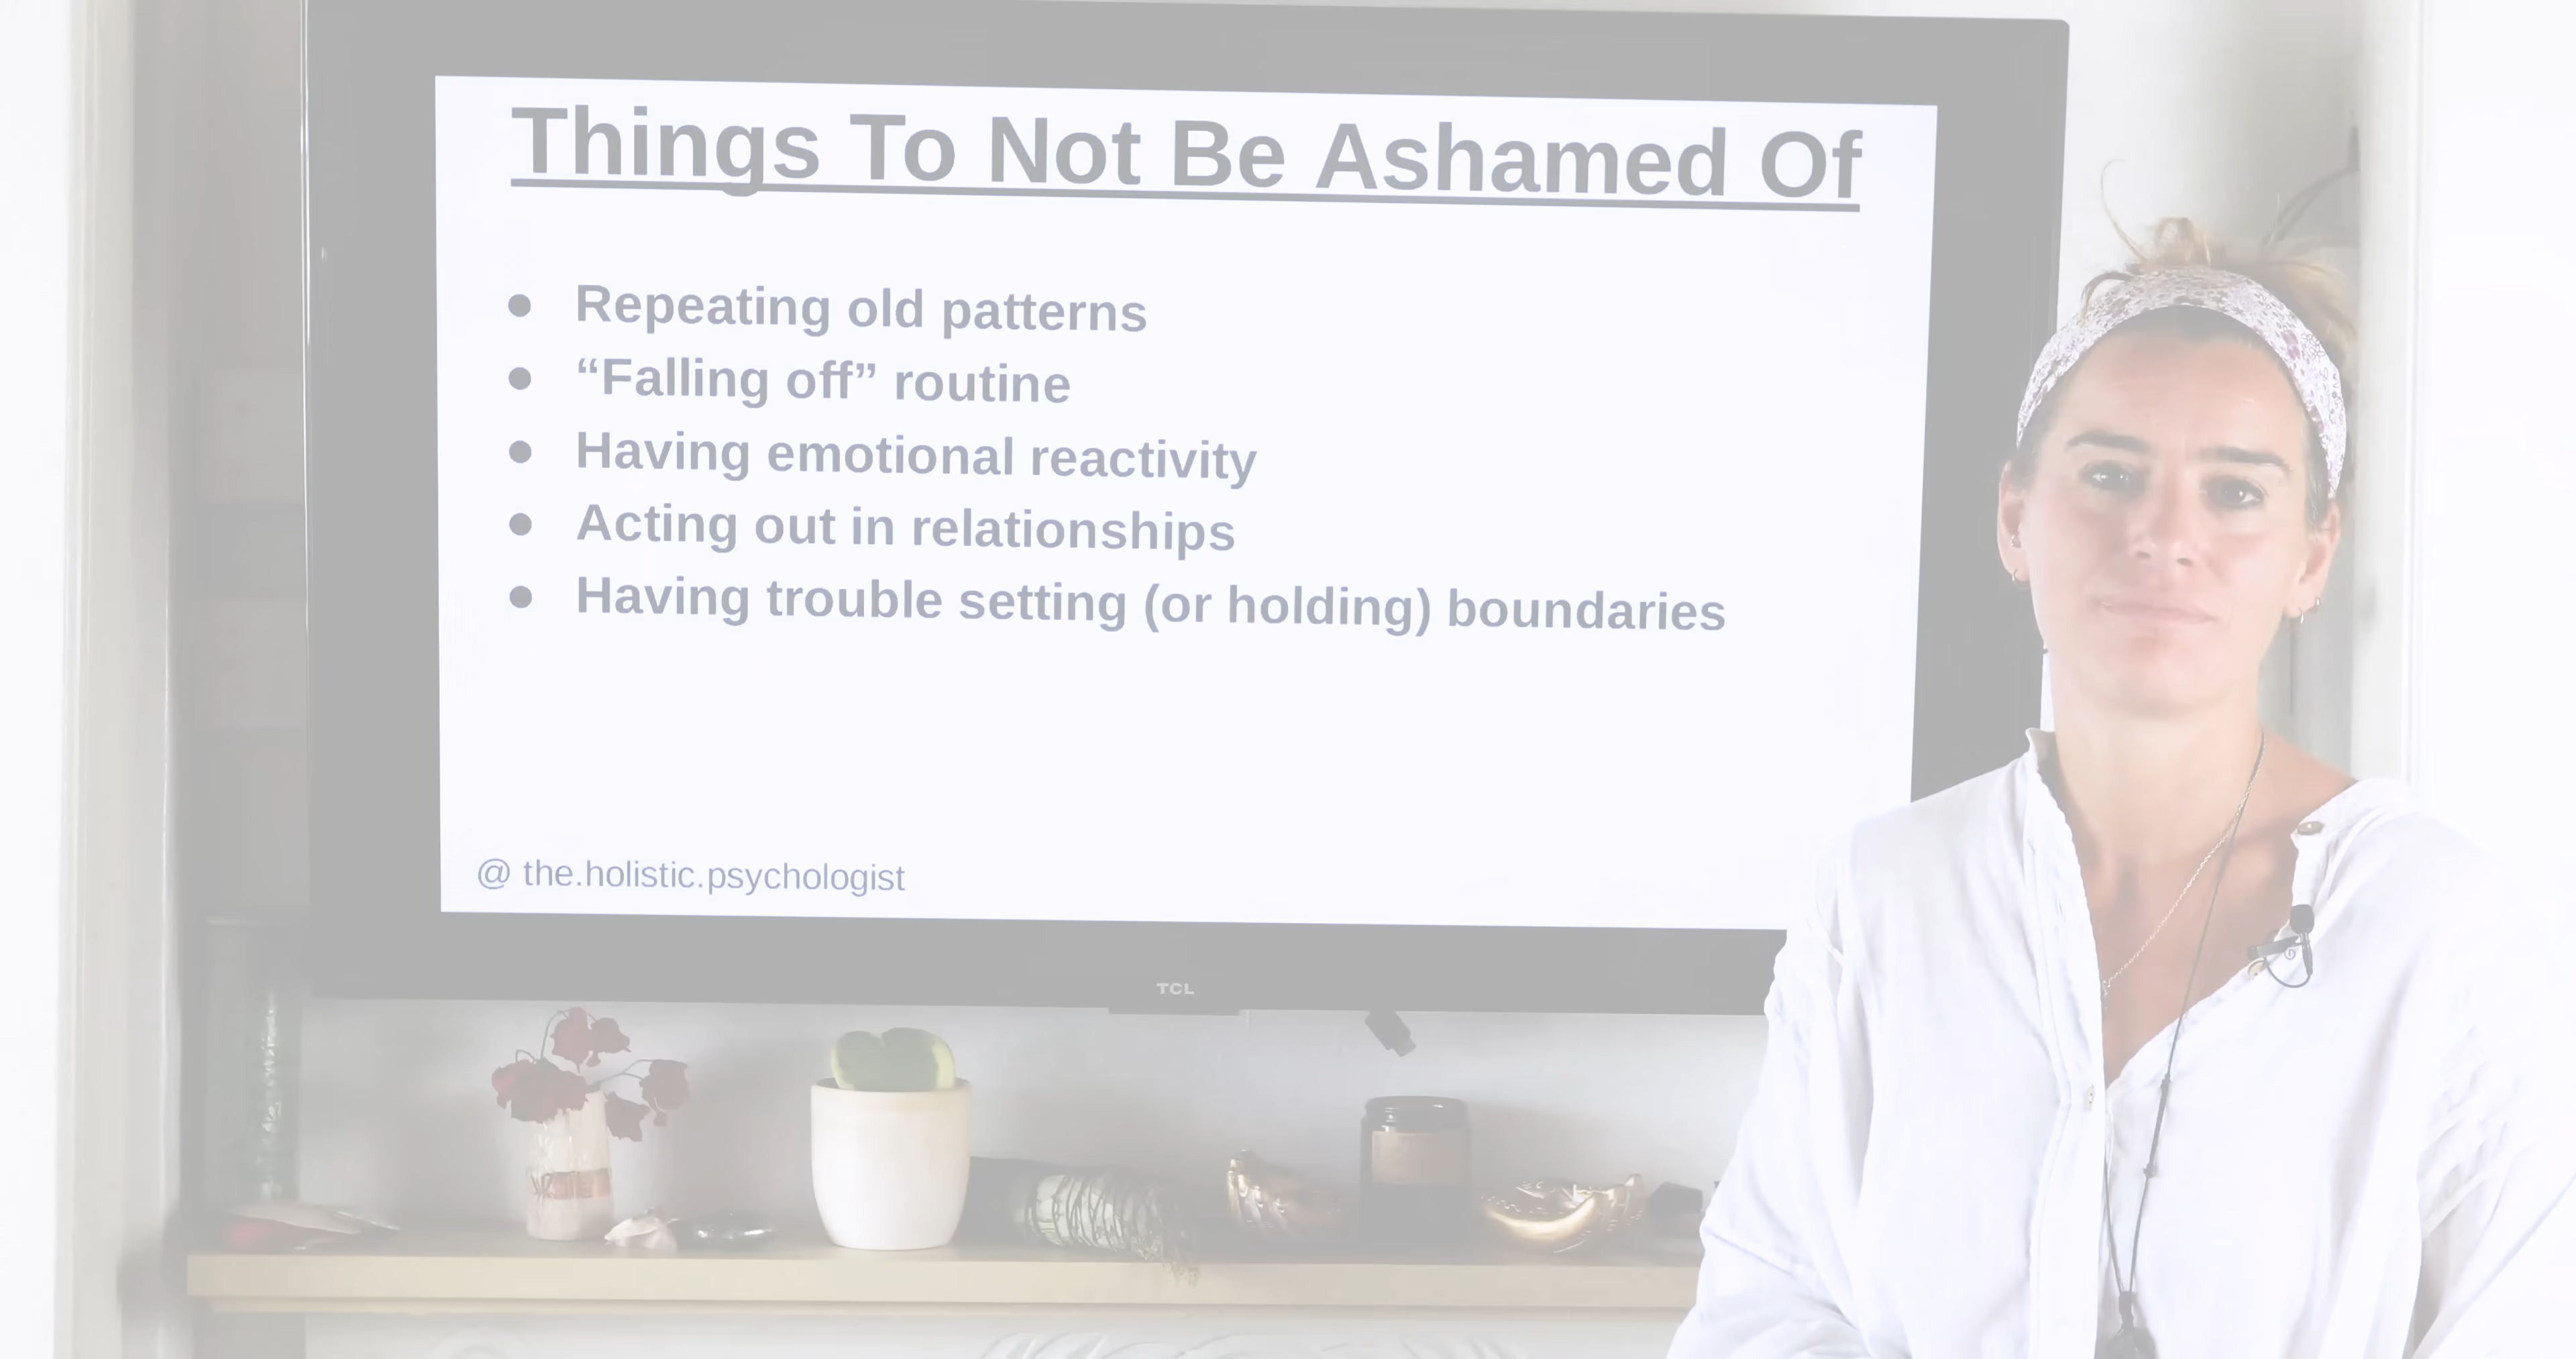 Things To Not Be Ashamed Of
● Repeating old patterns
● “Falling off” routine
● Having emotional reactivity
● Acting out in relationships
● Having trouble setting (or holding) boundaries
@ the.holistic.psychologist
TCL